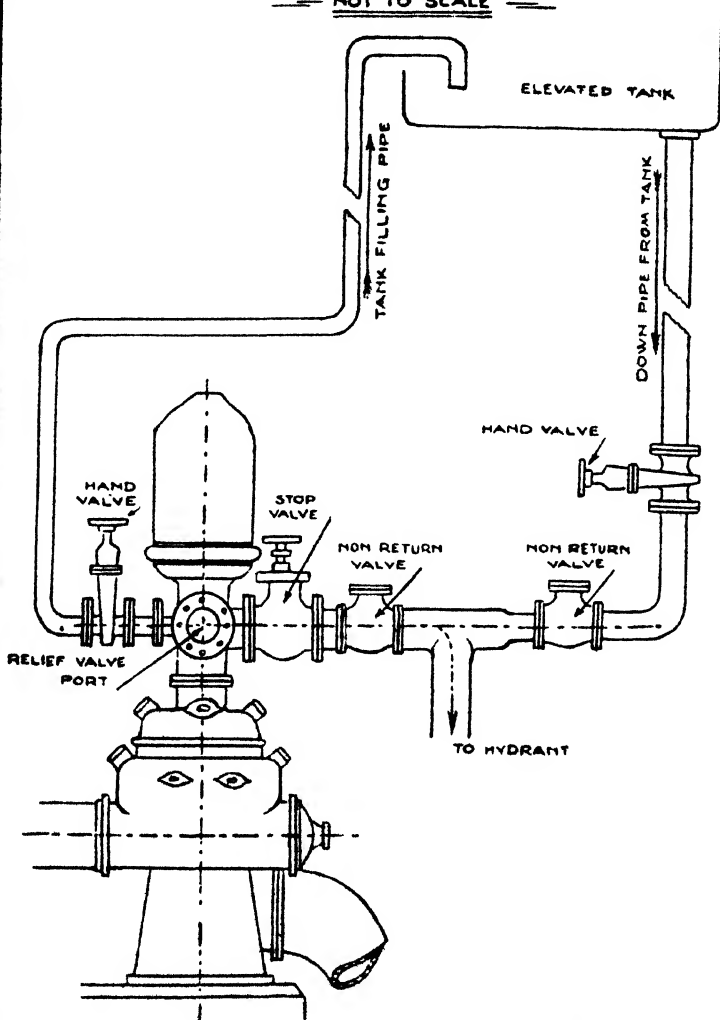 NOT TO SCALE
ELEVATED TANK
TANK FILLING PIPE
DOWN PIPE FROM TANK
HAND VALVE
HAND
VALVE
STOP
VALVE
NON RETURN
VALVE
NON RETURN
VALVE
RELIEF VALVE
PORT
TO HYDRANT